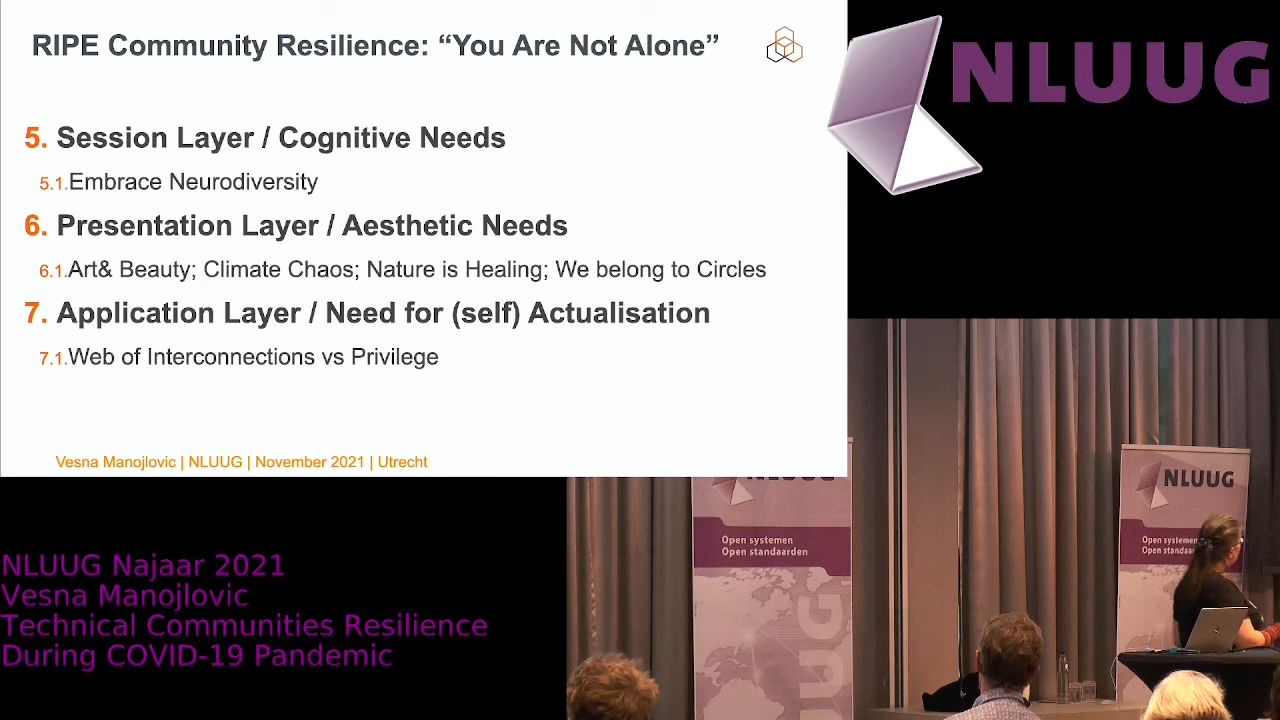 RIPE Community Resilience: “You Are Not Alone”
5. Session Layer / Cognitive Needs
5.1.Embrace Neurodiversity
6. Presentation Layer / Aesthetic Needs
6.1.Art& Beauty; Climate Chaos; Nature is Healing; We belong to Circles
7. Application Layer / Need for (self) Actualisation
7.1.Web of Interconnections vs Privilege
Vesna Manojlovic | NLUUG | November 2021 | Utrecht
NLUUG
NLUUG Najaar 2021
Vesna Manojlovic
Technical Communities Resilience
During COVID-19 Pandemic
NLUUG
Open systemen
Open standaarden
NLUUG
Open systemen
Open